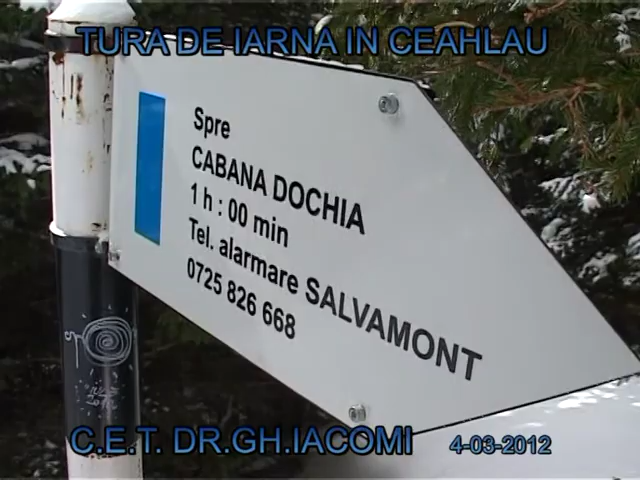 TURA DE IARNA IN CEAHLAU
Spre
CABANA DOCHIA
1 h : 00 min
Tel. alarmare SALVAMONT
0725 826 668
C.E.T. DR.GH.IACOMI 4-03-2012